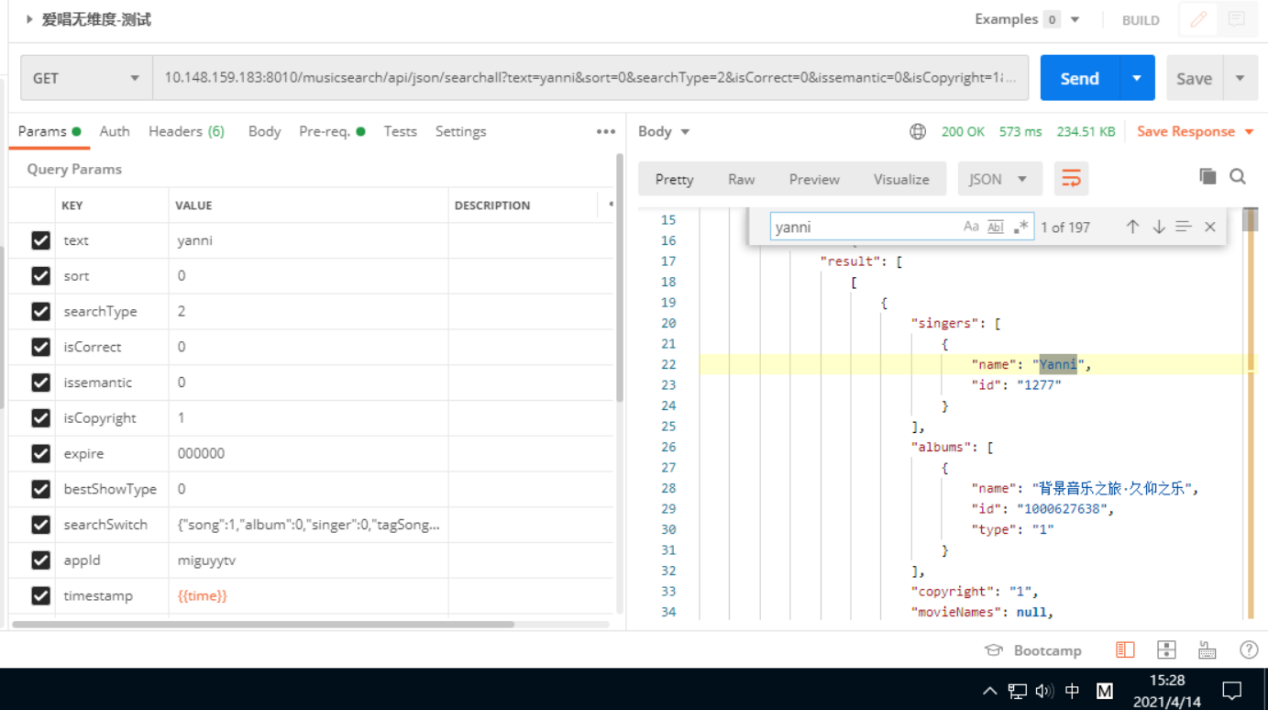 爱唱无维度-测试
Examples 0
BUILD
GET
10.148.159.183:8010/musicsearch/api/json/searchall?text=yanni&sort=0&searchType=2&isCorrect=0&issemantic=0&isCopyright=1&...
Send
Save
Params
Auth
Headers (6)
Body
Pre-req.
Tests
Settings
Query Params
KEY VALUE DESCRIPTION
text yanni
sort 0
searchType 2
isCorrect 0
issemantic 0
isCopyright 1
expire 000000
bestShowType 0
searchSwitch {"song":1,"album":0,"singer":0,"tagSong...
appId miguyytv
timestamp {{time}}
Body
200 OK 573 ms 234.51 KB
Save Response
Pretty
Raw
Preview
Visualize
JSON
yanni
Aa Abl .*
1 of 197
15
16
17 "result": [
18 [
19 {
20 "singers": [
21 {
22 "name": "Yanni",
23 "id": "1277"
24 }
25 ],
26 "albums": [
27 {
28 "name": "背景音乐之旅·久仰之乐",
29 "id": "1000627638",
30 "type": "1"
31 }
32 ],
33 "copyright": "1",
34 "movieNames": null,
Bootcamp
中
M
15:28
2021/4/14